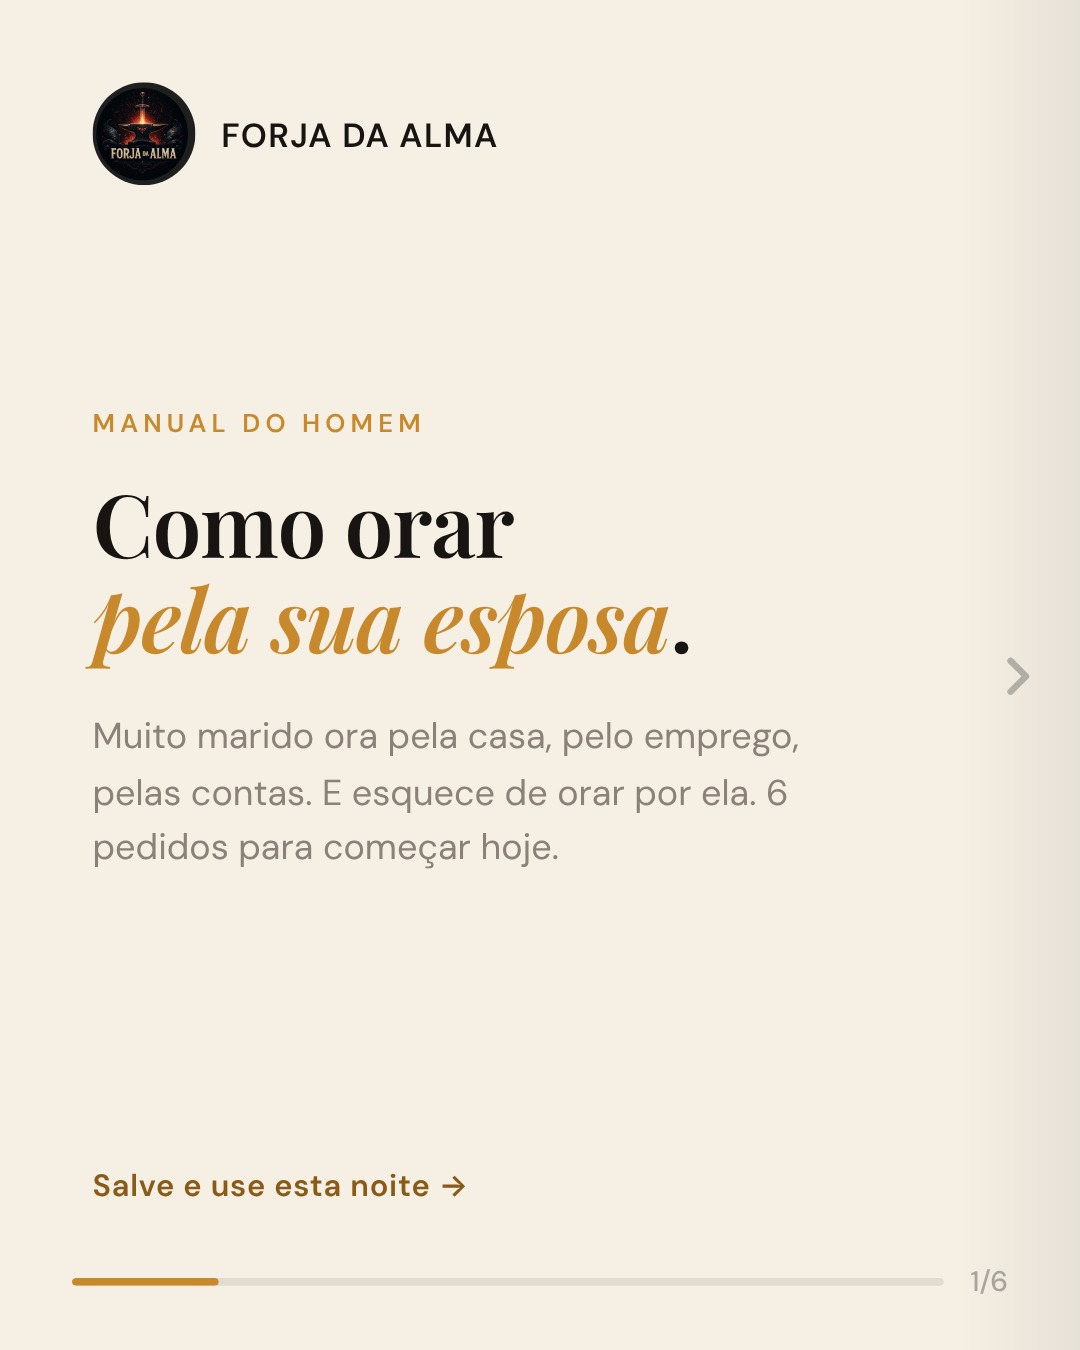 FORJA DA ALMA
FORJA DA ALMA
MANUAL DO HOMEM
Como orar
pela sua esposa.
Muito marido ora pela casa, pelo emprego,
pelas contas. E esquece de orar por ela. 6
pedidos para começar hoje.
Salve e use esta noite →
1/6